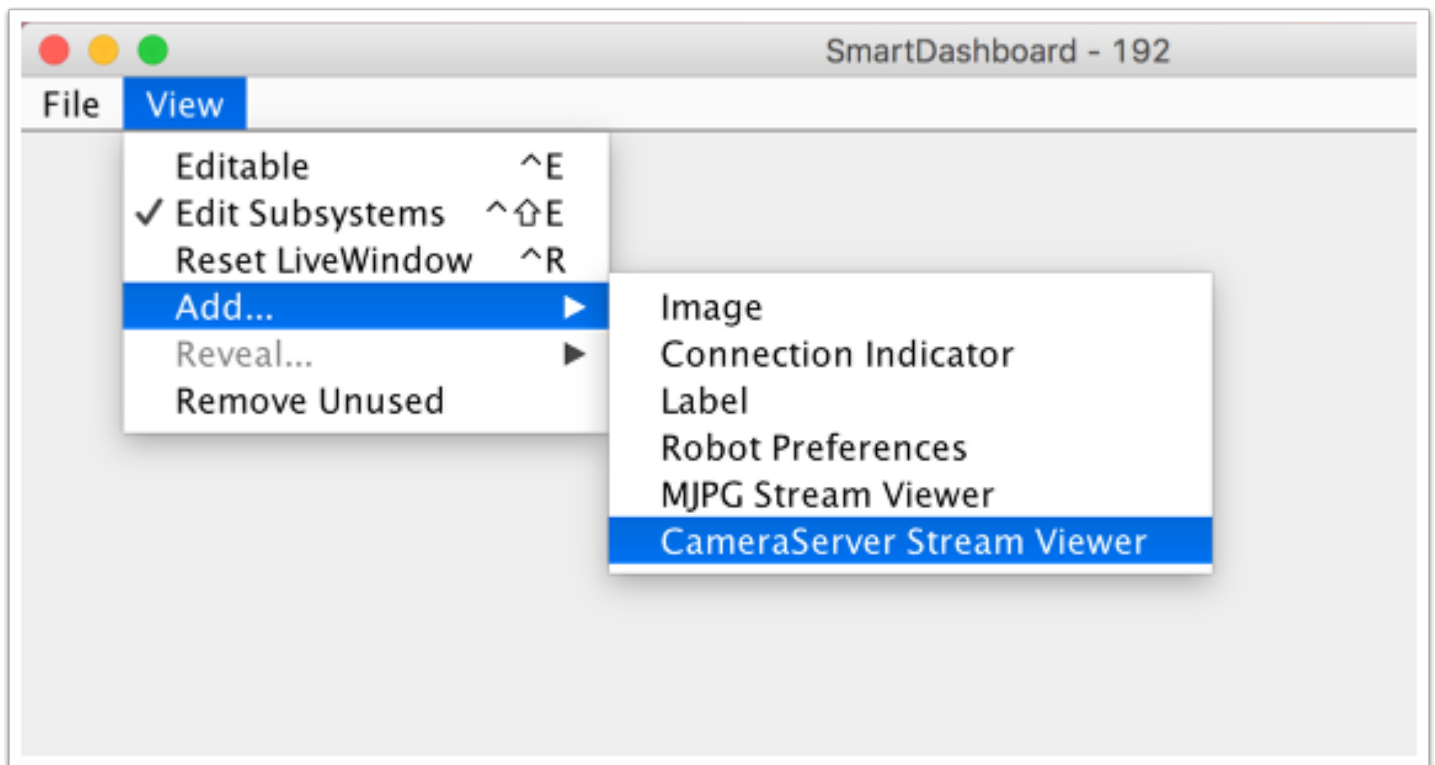 SmartDashboard - 192
File View
Editable ^E
✓ Edit Subsystems ^⇧E
Reset LiveWindow ^R
Add... ▶
Reveal... ▶
Remove Unused
Image
Connection Indicator
Label
Robot Preferences
MJPG Stream Viewer
CameraServer Stream Viewer